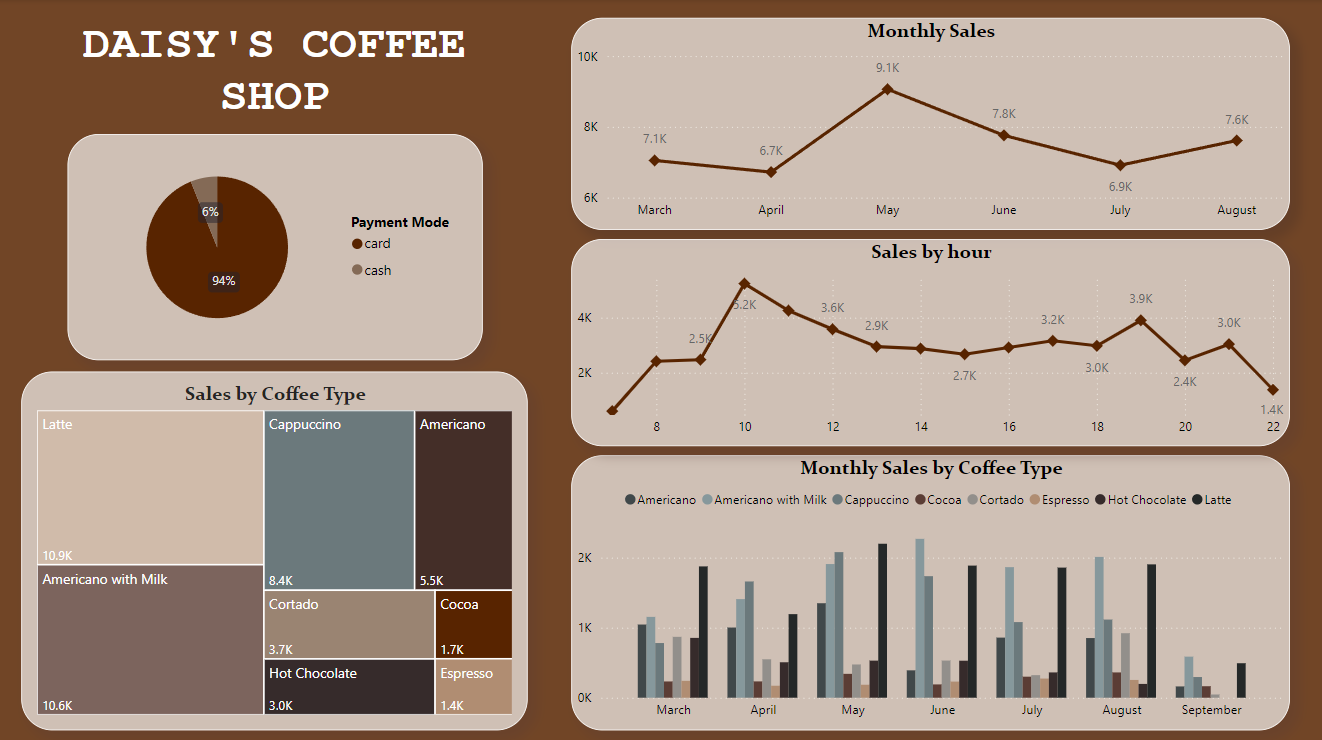 DAISY'S COFFEE
SHOP
6%
94%
Payment Mode
card
cash
Sales by Coffee Type
Latte
10.9K
Americano with Milk
10.6K
Cappuccino
8.4K
Americano
5.5K
Cortado
3.7K
Cocoa
1.7K
Hot Chocolate
3.0K
Espresso
1.4K
Monthly Sales
10K
8K
6K
7.1K
6.7K
9.1K
7.8K
6.9K
7.6K
March April May June July August
Sales by hour
4K
2K
2.5K
5.2K
3.6K
2.9K
2.7K
3.2K
3.0K
3.9K
2.4K
3.0K
1.4K
8 10 12 14 16 18 20 22
Monthly Sales by Coffee Type
Americano Americano with Milk Cappuccino Cocoa Cortado Espresso Hot Chocolate Latte
2K
1K
0K
March April May June July August September